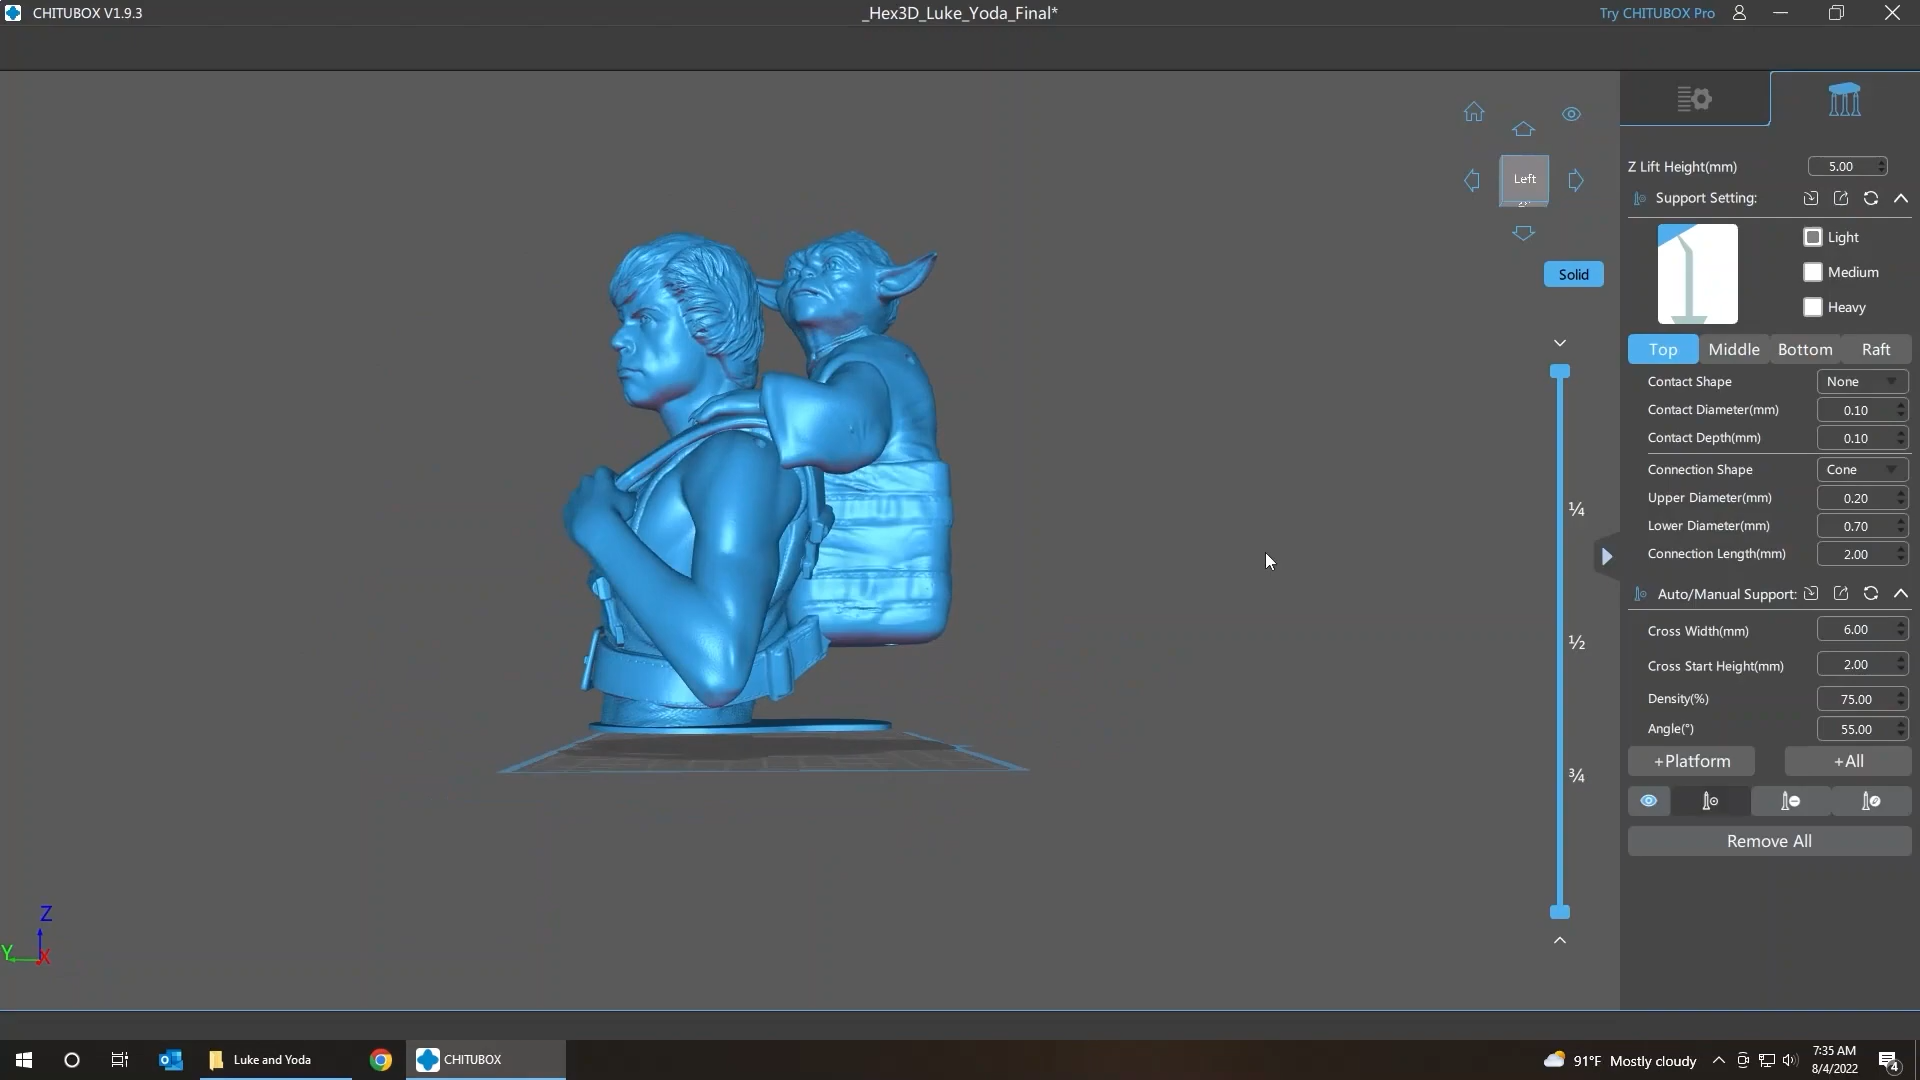 CHITUBOX V1.9.3
_Hex3D_Luke_Yoda_Final*
Try CHITUBOX Pro
Left
Solid
¼
½
¾
Z Lift Height(mm) 5.00
Support Setting:
Light
Medium
Heavy
Top Middle Bottom Raft
Contact Shape None
Contact Diameter(mm) 0.10
Contact Depth(mm) 0.10
Connection Shape Cone
Upper Diameter(mm) 0.20
Lower Diameter(mm) 0.70
Connection Length(mm) 2.00
Auto/Manual Support:
Cross Width(mm) 6.00
Cross Start Height(mm) 2.00
Density(%) 75.00
Angle(°) 55.00
+Platform +All
Remove All
Z
Y X
Luke and Yoda
CHITUBOX
91°F Mostly cloudy
7:35 AM
8/4/2022
4